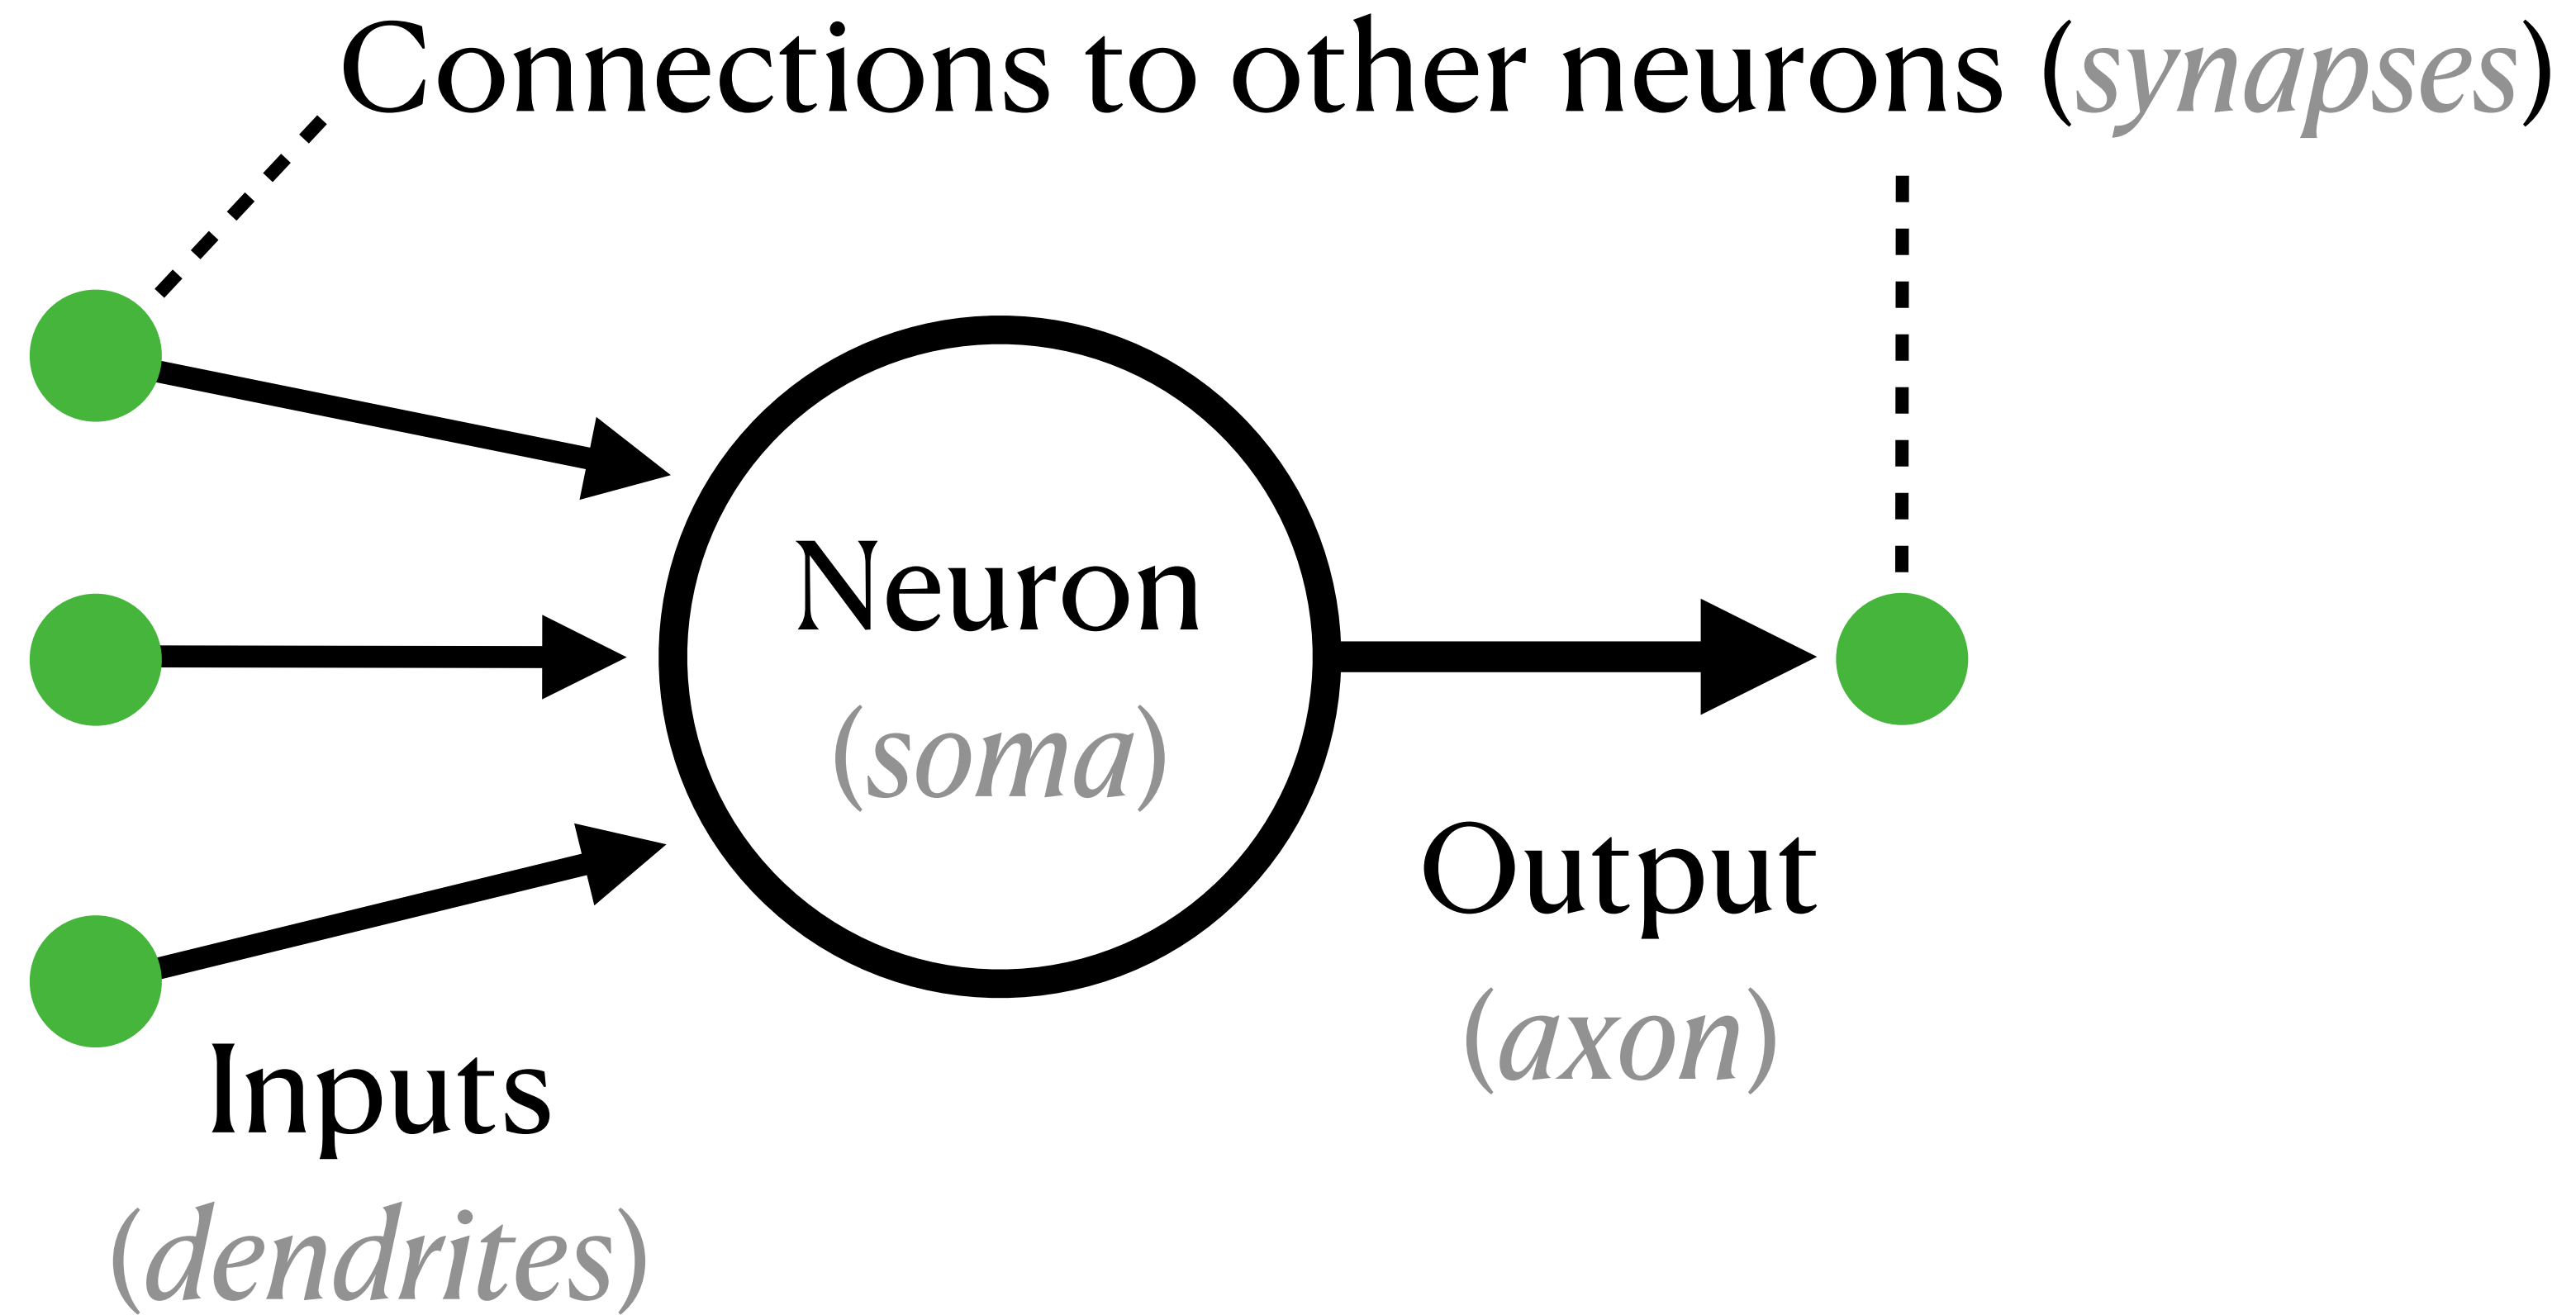 Connections to other neurons (synapses)
Neuron
(soma)
Output
(axon)
Inputs
(dendrites)